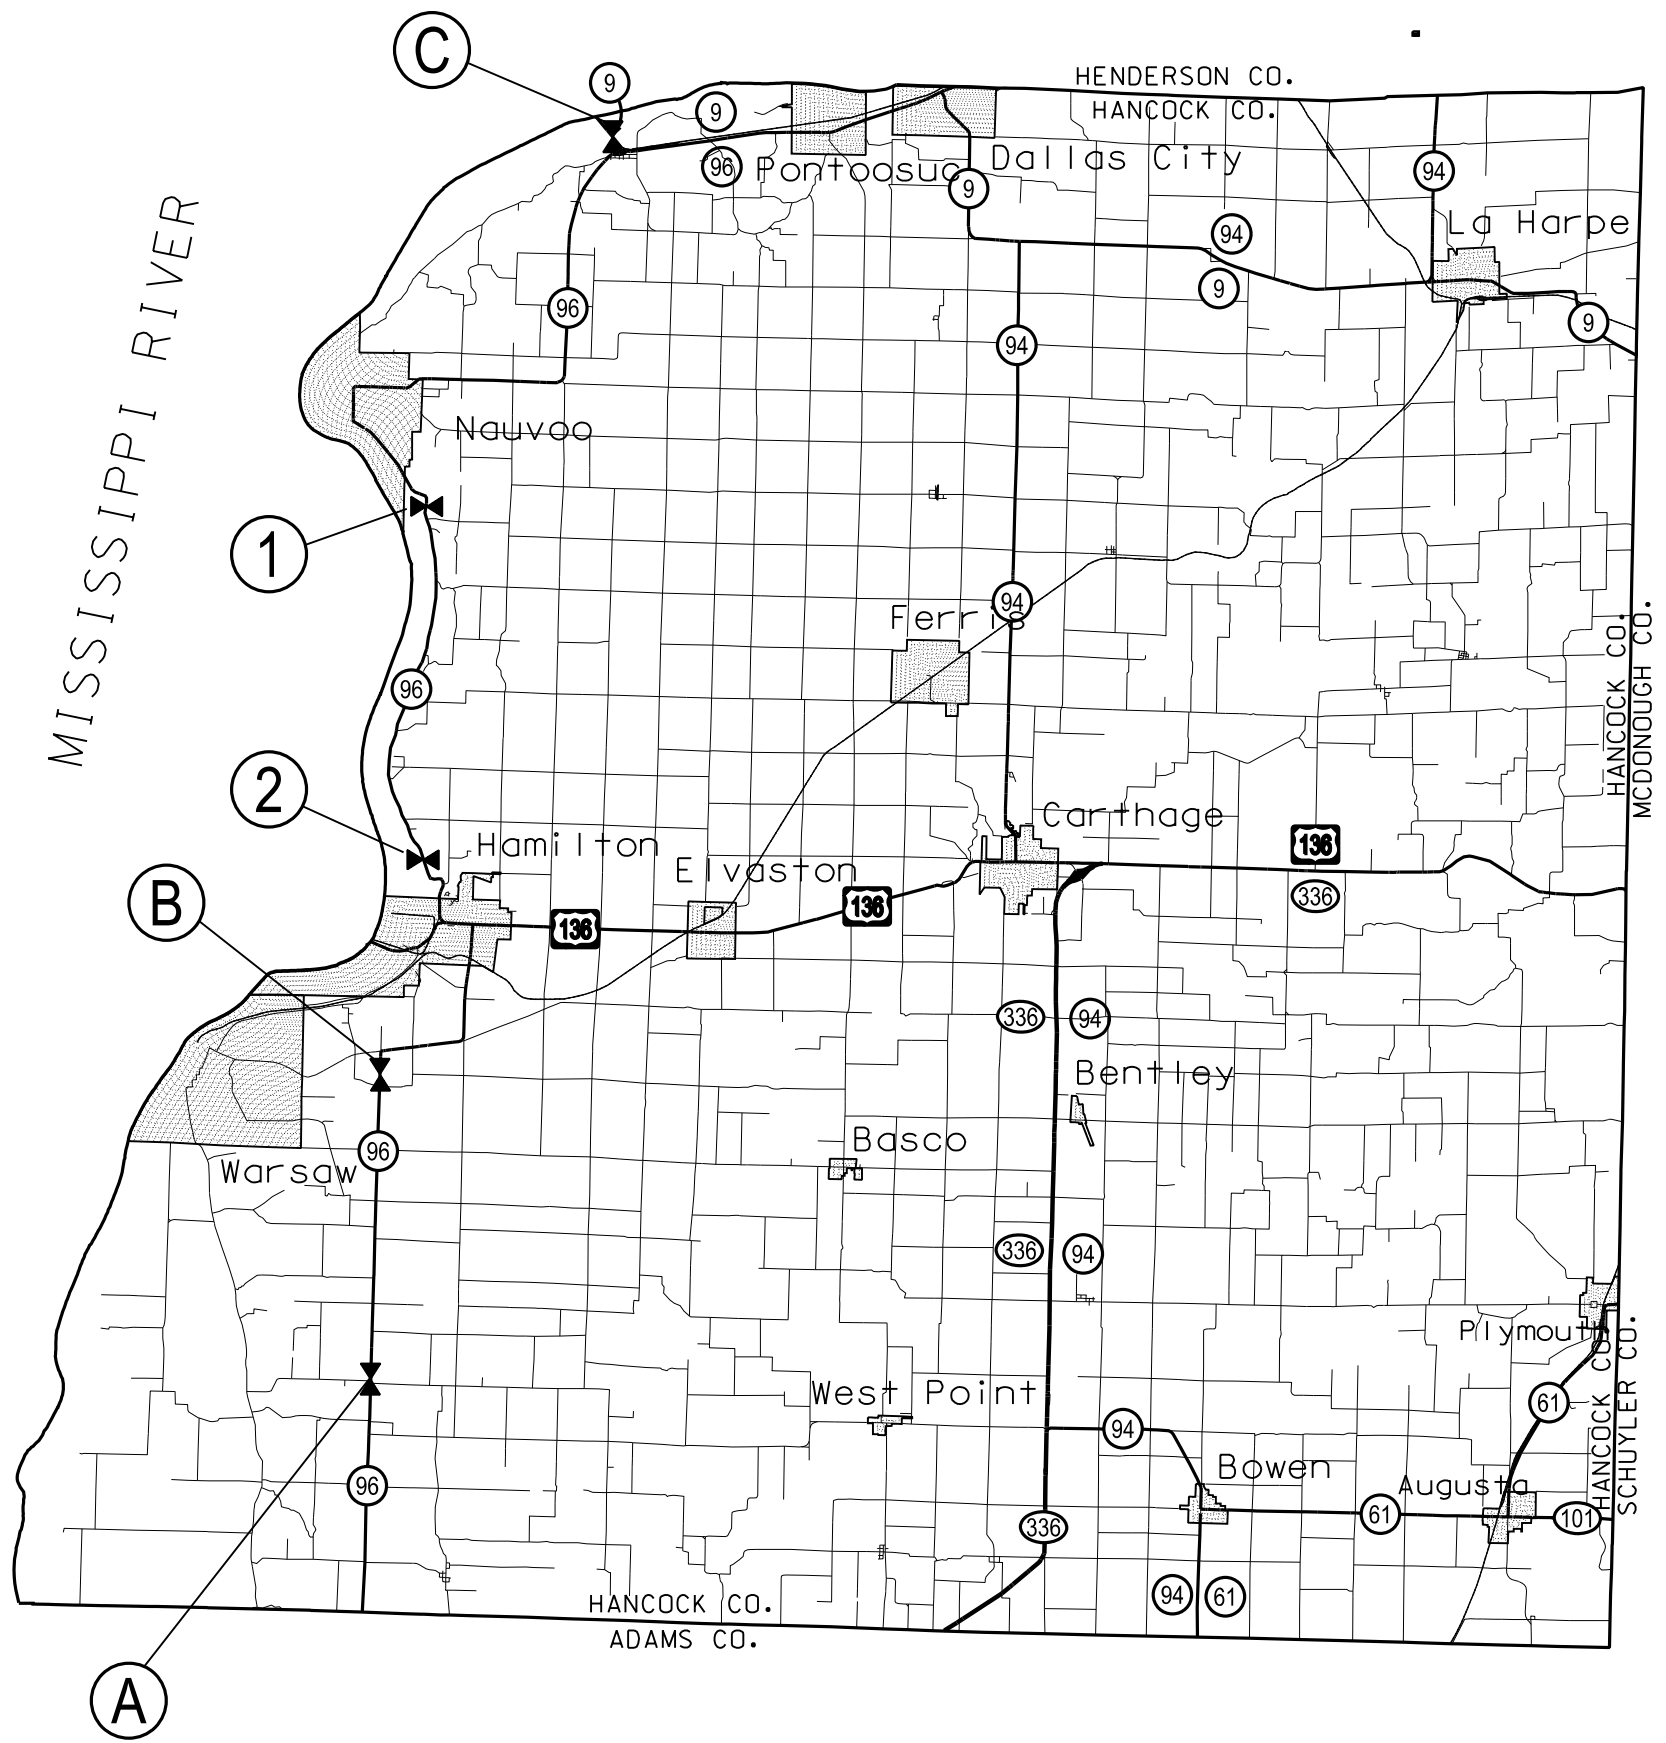 C
9
9
HENDERSON CO.
HANCOCK CO.
96
Pontoosuc
Dallas City
9
94
La Harpe
94
9
96
94
9
MISSISSIPPI RIVER
Nauvoo
1
94
Ferris
96
HANCOCK CO.
MCDONOUGH CO.
2
Carthage
Hamilton
Elvaston
136
136
136
336
B
336
94
Bentley
96
Basco
Warsaw
336
94
Plymouth
HANCOCK CO.
SCHUYLER CO.
West Point
94
61
96
Bowen
Augusta
336
61
101
94
61
HANCOCK CO.
ADAMS CO.
A